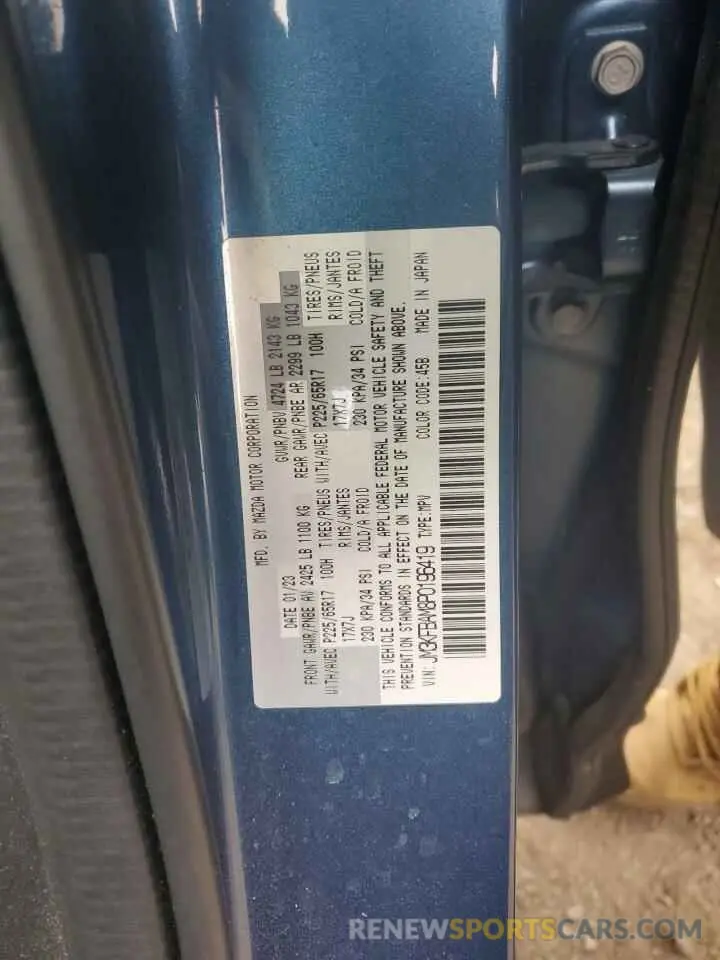 MFD. BY MAZDA MOTOR CORPORATION
DATE 01/23 GVWR/PNBV 4724 LB 2143 KG
FRONT GAWR/PNBE AV 2425 LB 1100 KG REAR GAWR/PNBE AR 2299 LB 1043 KG
WITH/AVEC P225/65R17 100H TIRES/PNEUS WITH/AVEC P225/65R17 100H TIRES/PNEUS
17X7J RIMS/JANTES 17X7J RIMS/JANTES
230 KPA/34 PSI COLD/A FROID 230 KPA/34 PSI COLD/A FROID
THIS VEHICLE CONFORMS TO ALL APPLICABLE FEDERAL MOTOR VEHICLE SAFETY AND THEFT
PREVENTION STANDARDS IN EFFECT ON THE DATE OF MANUFACTURE SHOWN ABOVE.
VIN: JM3KFBAM8P0196419 TYPE:MPV COLOR CODE:45B MADE IN JAPAN
RENEWSPORTSCARS.COM